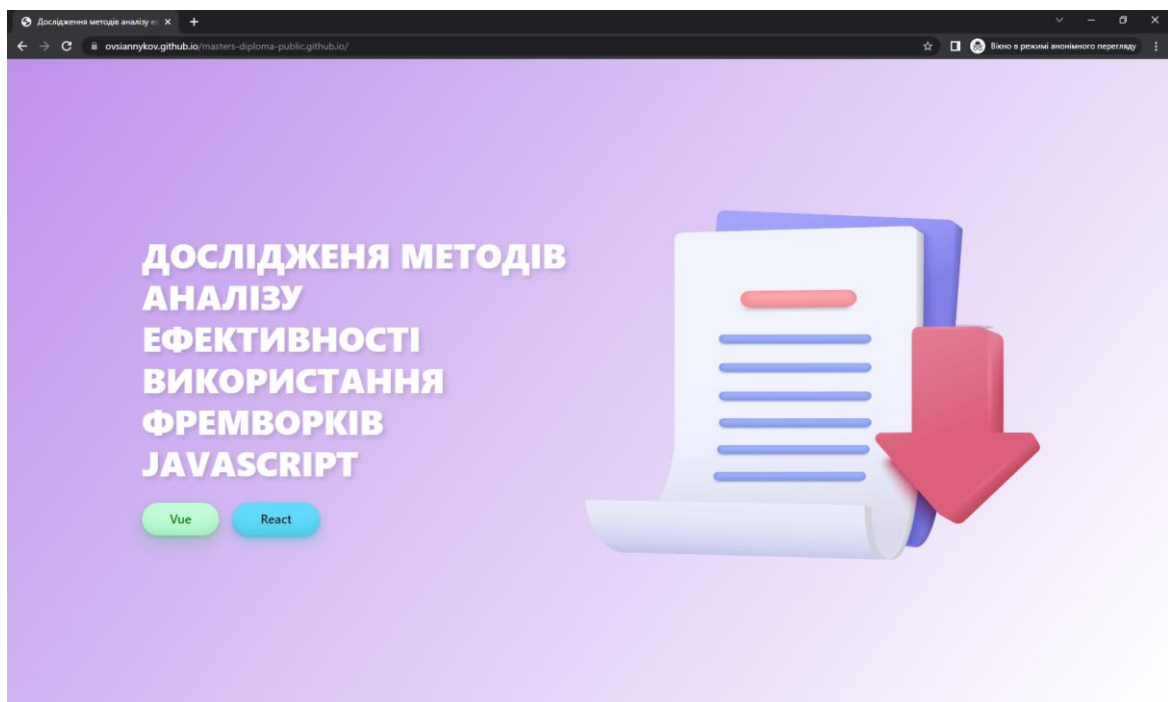 Дослідження методів аналізу е
ovsiannykov.github.io/masters-diploma-public.github.io/
Вікно в режимі анонімного перегляду
ДОСЛІДЖЕНЯ МЕТОДІВ
АНАЛІЗУ
ЕФЕКТИВНОСТІ
ВИКОРИСТАННЯ
ФРЕМВОРКІВ
JAVASCRIPT
Vue
React